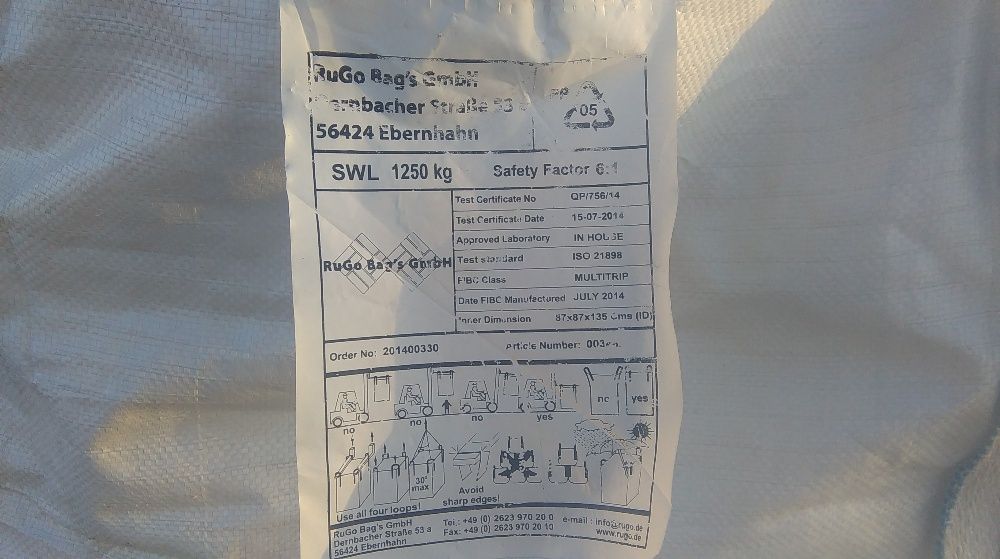 RuGo Bag's GmbH
Dernbacher Straße 53 a
56424 Ebernhahn
PP
05
SWL 1250 kg Safety Factor 6:1
RuGo Bag's GmbH
Test Certificate No QP/756/14
Test Certificate Date 15-07-2014
Approved Laboratory IN HOUSE
Test standard ISO 21898
FIBC Class MULTITRIP
Date FIBC Manufactured JULY 2014
Inner Dimension 87x87x135 Cms (ID)
Order No: 201400330 Article Number:
no no no yes no yes
30° max
Use all four loops!
Avoid
sharp edges!
RuGo Bag's GmbH
Dernbacher Straße 53 a
56424 Ebernhahn
Tel.: +49 (0) 2623 970 20 0
Fax: +49 (0) 2623 970 20 10
e-mail : info@rugo.de
www.rugo.de